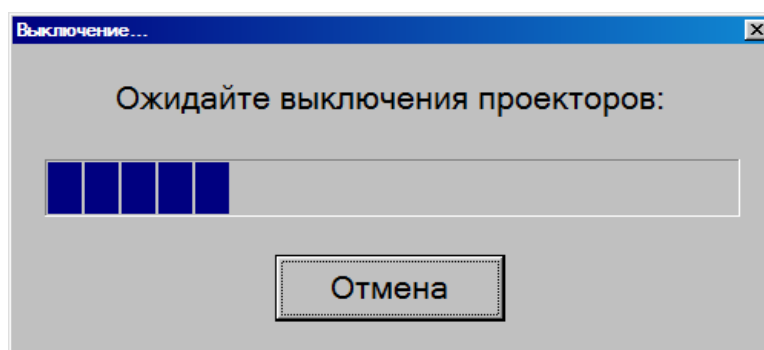 Выключение...
Ожидайте выключения проекторов:
Отмена